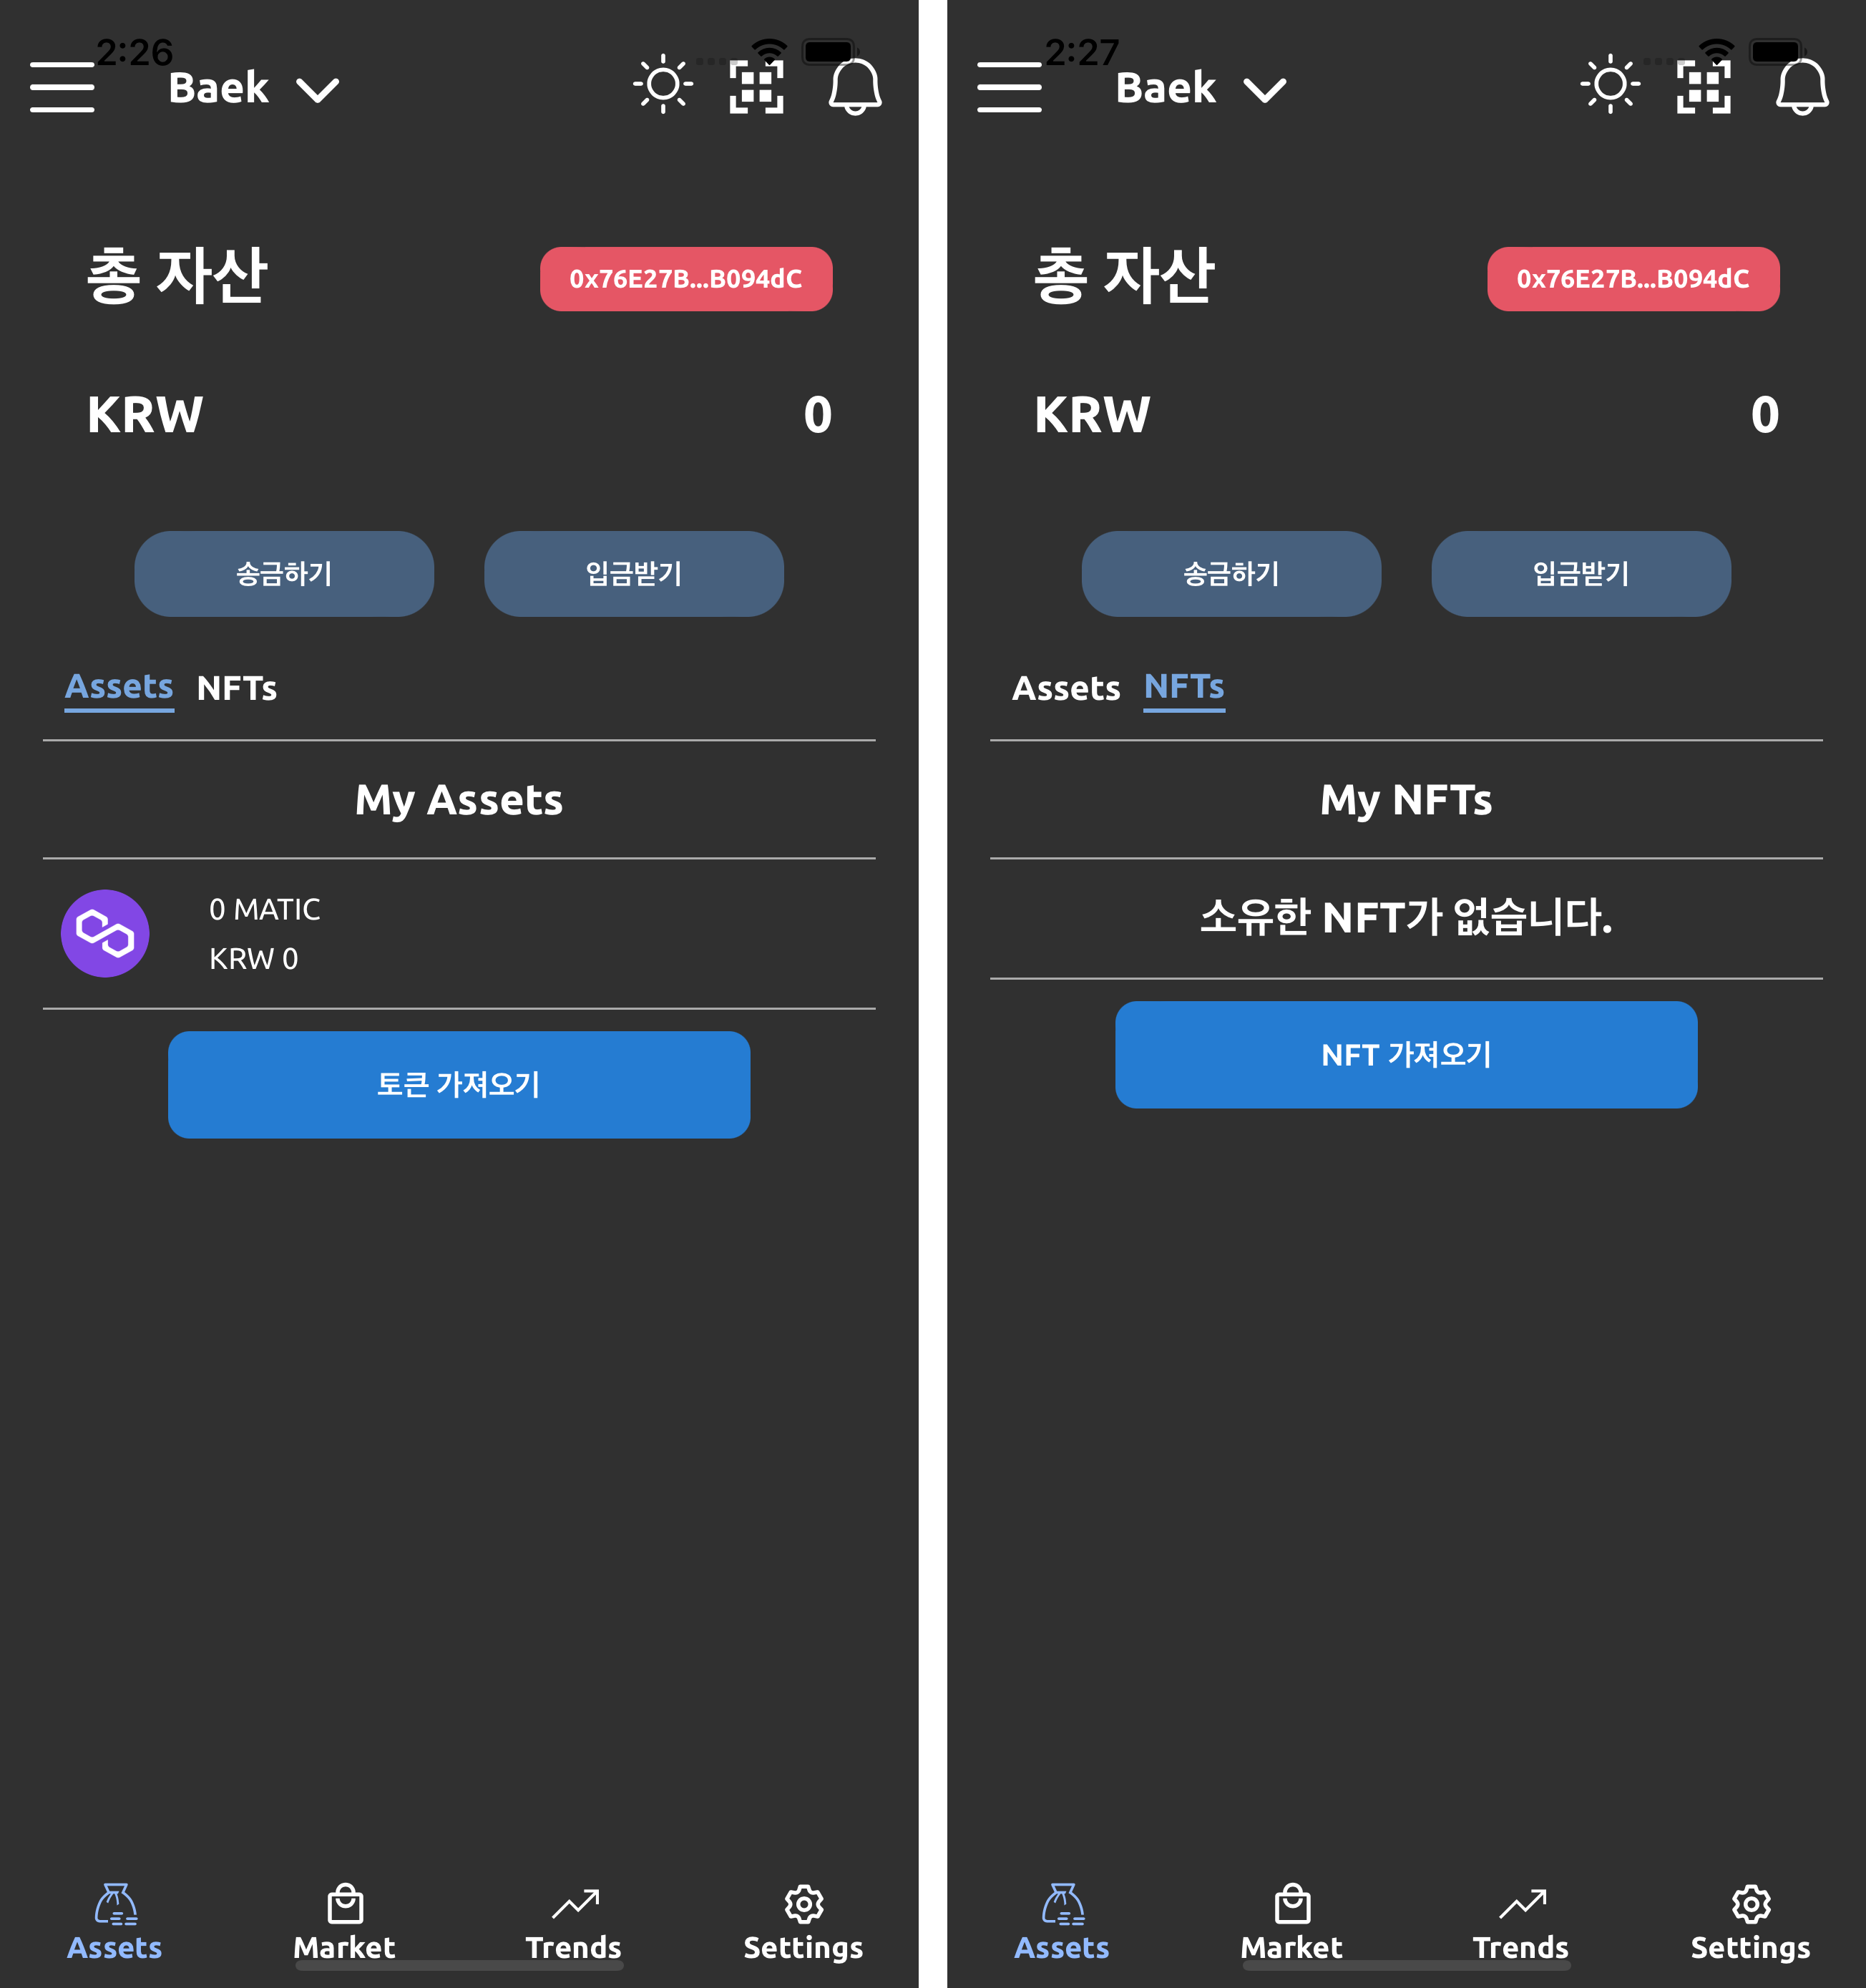 2:26
Baek
총 자산
0x76E27B...B094dC
KRW
0
송금하기
입금받기
Assets
NFTs
My Assets
0 MATIC
KRW 0
토큰 가져오기
Assets
Market
Trends
Settings
2:27
Baek
총 자산
0x76E27B...B094dC
KRW
0
송금하기
입금받기
Assets
NFTs
My NFTs
소유한 NFT가 없습니다.
NFT 가져오기
Assets
Market
Trends
Settings